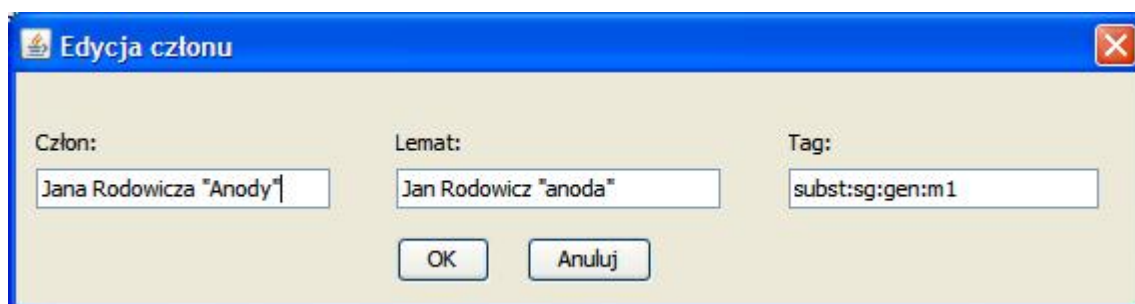 Edycja członu
Człon: Lemat: Tag:
Jana Rodowicza "Anody" Jan Rodowicz "anoda" subst:sg:gen:m1
OK Anuluj